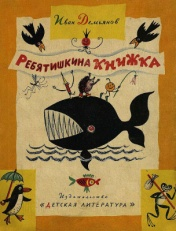 Иван Демьянов
РЕБЯТИШКИНА КНИЖКА
Издательство
«ДЕТСКАЯ ЛИТЕРАТУРА»